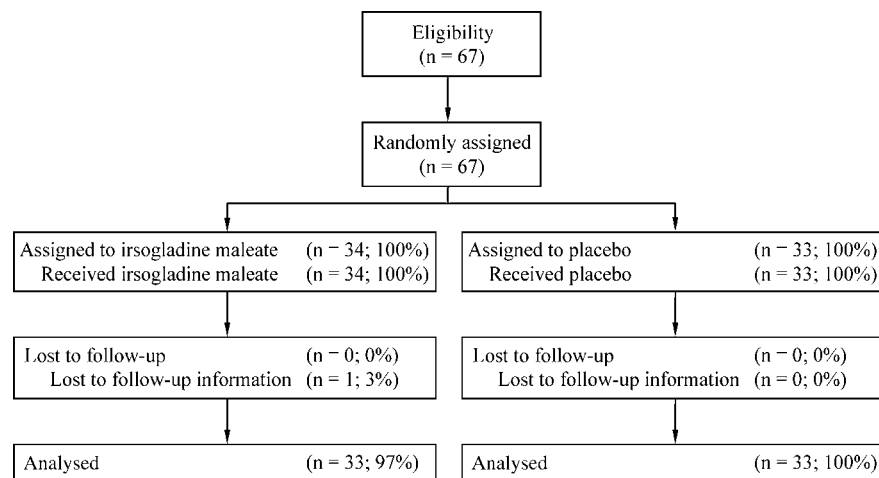 Eligibility
(n = 67)
Randomly assigned
(n = 67)
Assigned to irsogladine maleate (n = 34; 100%)
Received irsogladine maleate (n = 34; 100%)
Assigned to placebo (n = 33; 100%)
Received placebo (n = 33; 100%)
Lost to follow-up (n = 0; 0%)
Lost to follow-up information (n = 1; 3%)
Lost to follow-up (n = 0; 0%)
Lost to follow-up information (n = 0; 0%)
Analysed (n = 33; 97%)
Analysed (n = 33; 100%)